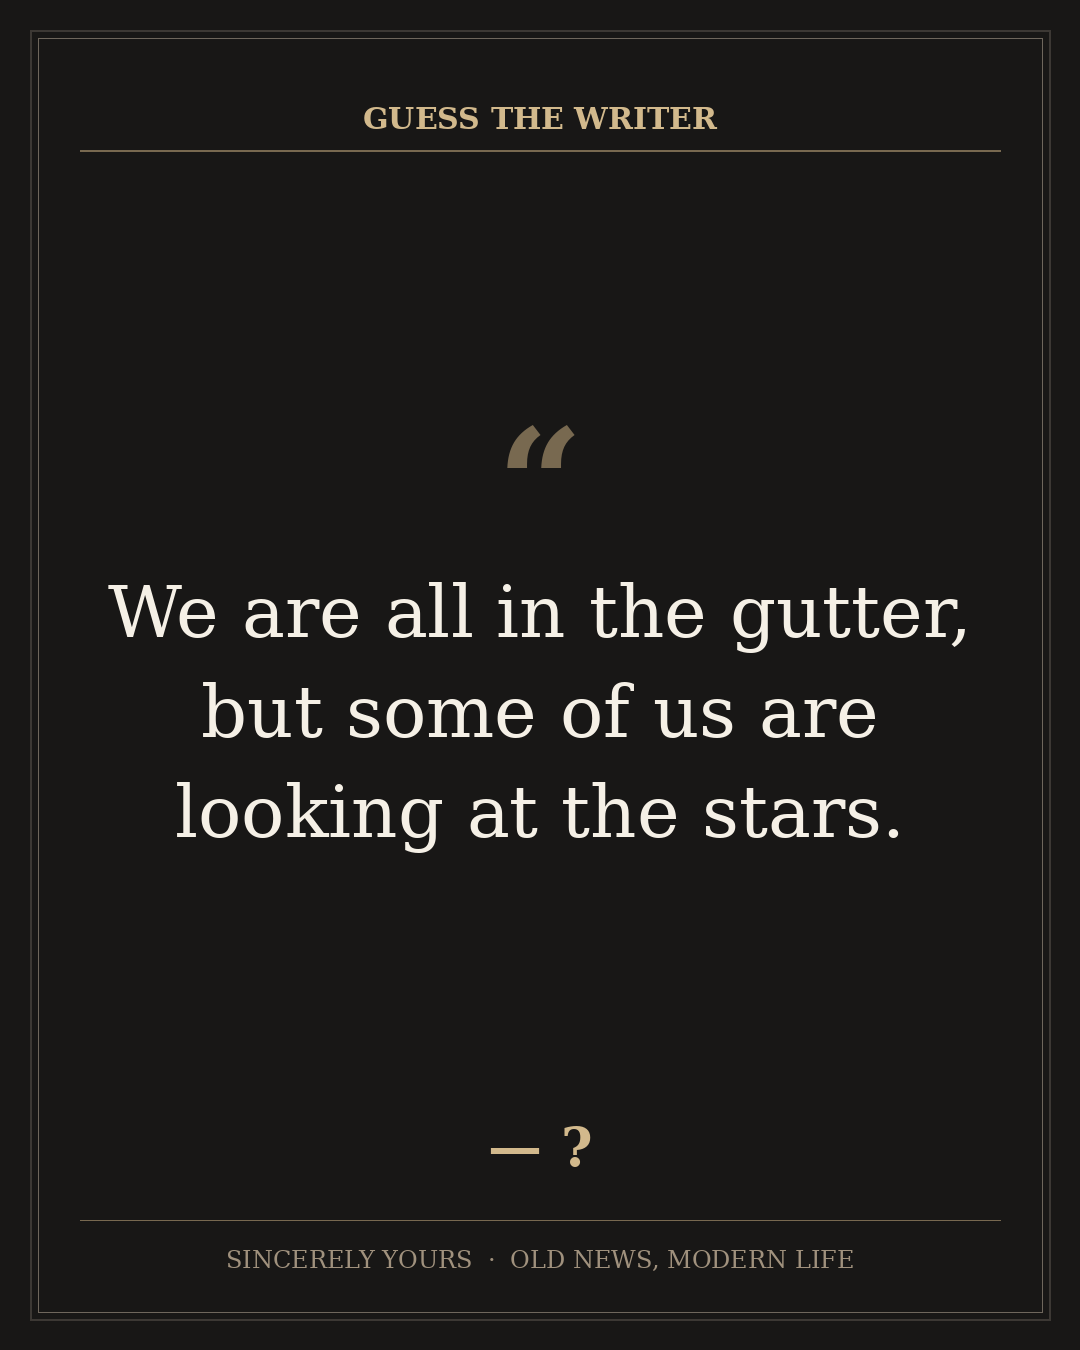 GUESS THE WRITER
“
We are all in the gutter,
but some of us are
looking at the stars.
— ?
SINCERELY YOURS · OLD NEWS, MODERN LIFE